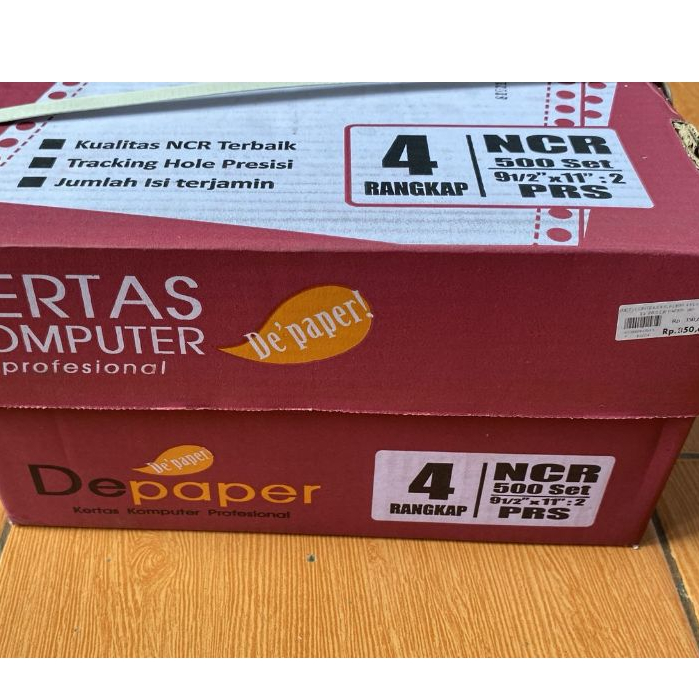 Kualitas NCR Terbaik
Tracking Hole Presisi
Jumlah Isi terjamin
4
RANGKAP
NCR
500 Set
9 1/2" x 11" : 2
PRS
ERTAS
OMPUTER
profesional
De'paper!
De'paper!
Depaper
Kertas Komputer Profesional
4
RANGKAP
NCR
500 Set
9 1/2" x 11" : 2
PRS